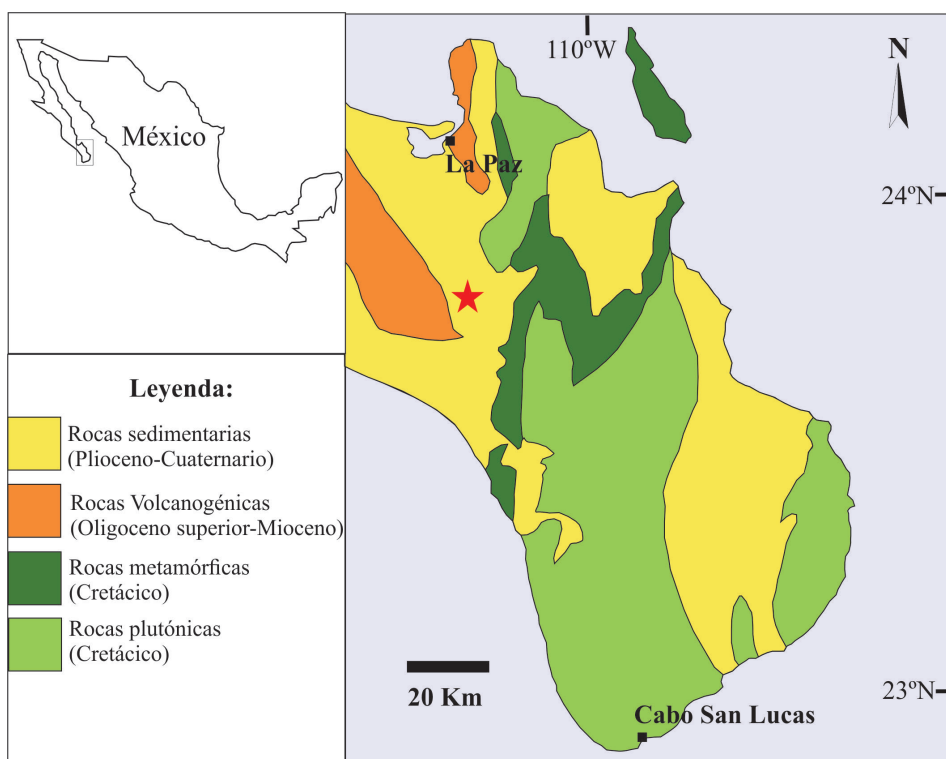 México
110ºW
N
La Paz
24ºN
Leyenda:
Rocas sedimentarias
(Plioceno-Cuaternario)
Rocas Volcanogénicas
(Oligoceno superior-Mioceno)
Rocas metamórficas
(Cretácico)
Rocas plutónicas
(Cretácico)
20 Km
23ºN
Cabo San Lucas